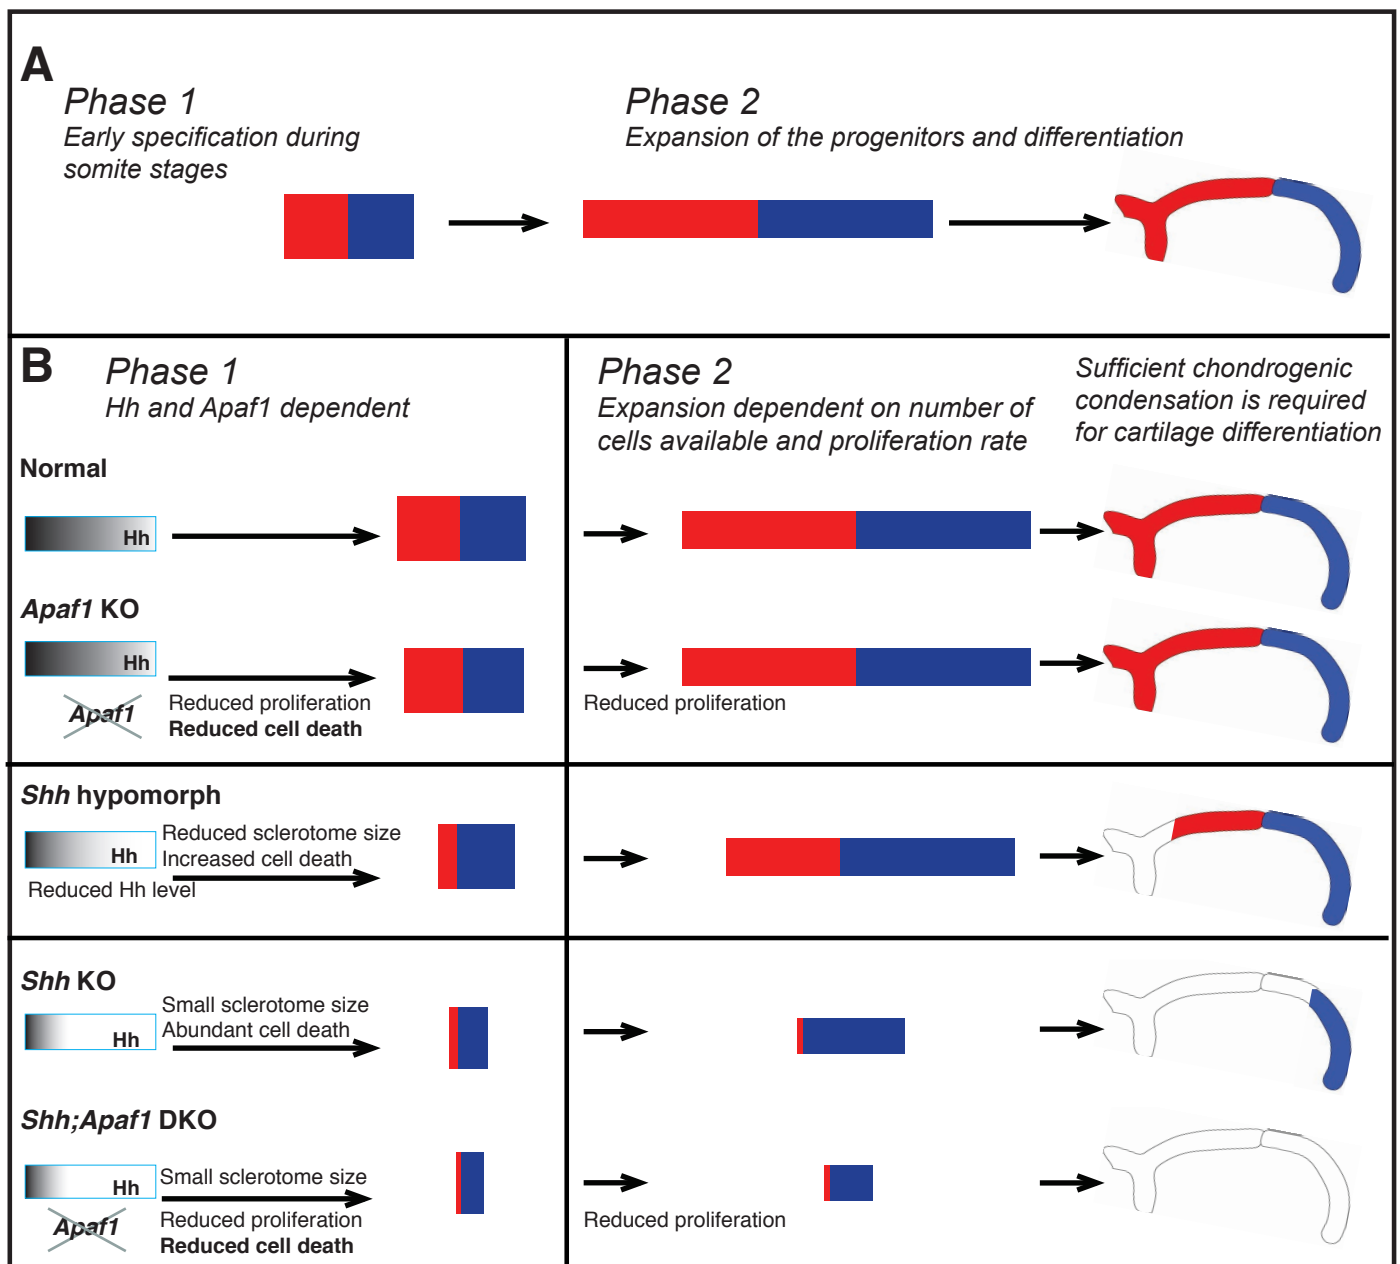 A
Phase 1
Early specification during
somite stages
Phase 2
Expansion of the progenitors and differentiation
B
Phase 1
Hh and Apaf1 dependent
Phase 2
Expansion dependent on number of
cells available and proliferation rate
Sufficient chondrogenic
condensation is required
for cartilage differentiation
Normal
Hh
Apaf1 KO
Hh
Apaf1
Reduced proliferation
Reduced cell death
Reduced proliferation
Shh hypomorph
Hh
Reduced Hh level
Reduced sclerotome size
Increased cell death
Shh KO
Hh
Small sclerotome size
Abundant cell death
Shh;Apaf1 DKO
Hh
Apaf1
Small sclerotome size
Reduced proliferation
Reduced cell death
Reduced proliferation